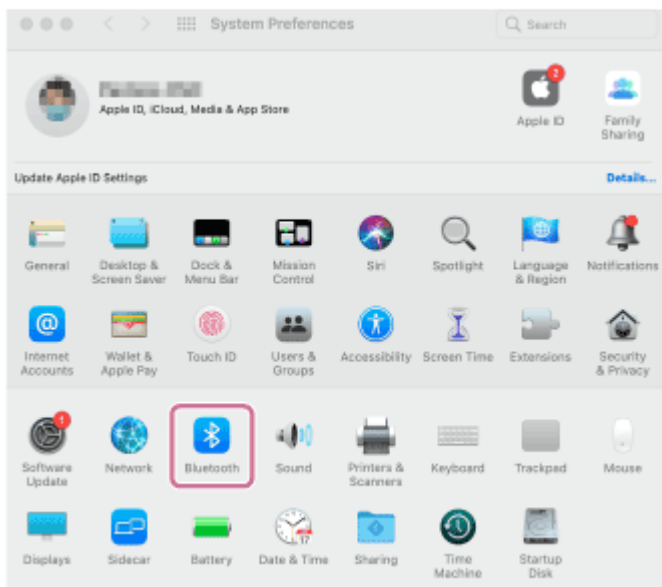 System Preferences
Search
Apple ID, iCloud, Media & App Store
2
Apple ID
Family
Sharing
Update Apple ID Settings
Details...
General
Desktop &
Screen Saver
Dock &
Menu Bar
Mission
Control
Siri
Spotlight
Language
& Region
Notifications
Internet
Accounts
Wallet &
Apple Pay
Touch ID
Users &
Groups
Accessibility
Screen Time
Extensions
Security
& Privacy
1
Software
Update
Network
Bluetooth
Sound
Printers &
Scanners
Keyboard
Trackpad
Mouse
17
Displays
Sidecar
Battery
Date & Time
Sharing
Time
Machine
Startup
Disk